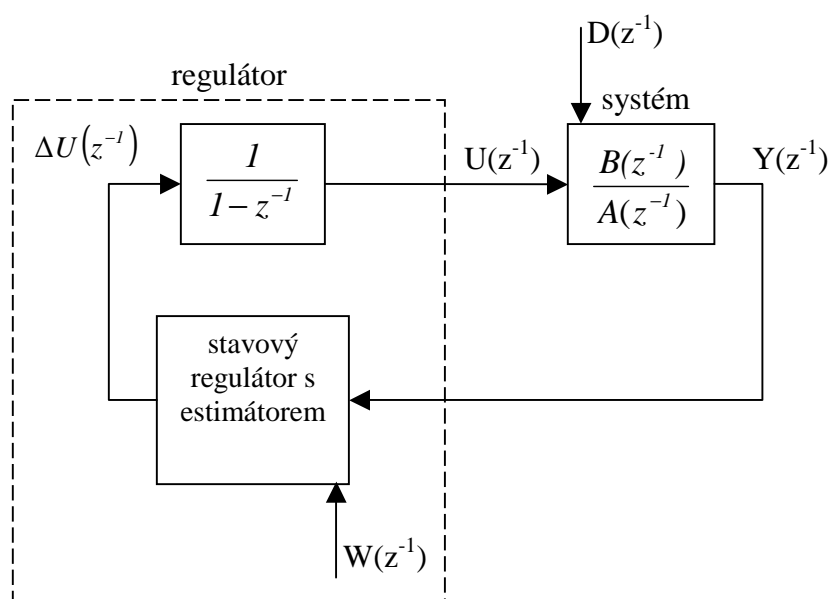 D(z⁻¹)
regulátor
systém
ΔU(z⁻¹)
1
1 − z⁻¹
U(z⁻¹)
B(z⁻¹)
A(z⁻¹)
Y(z⁻¹)
stavový
regulátor s
estimátorem
W(z⁻¹)